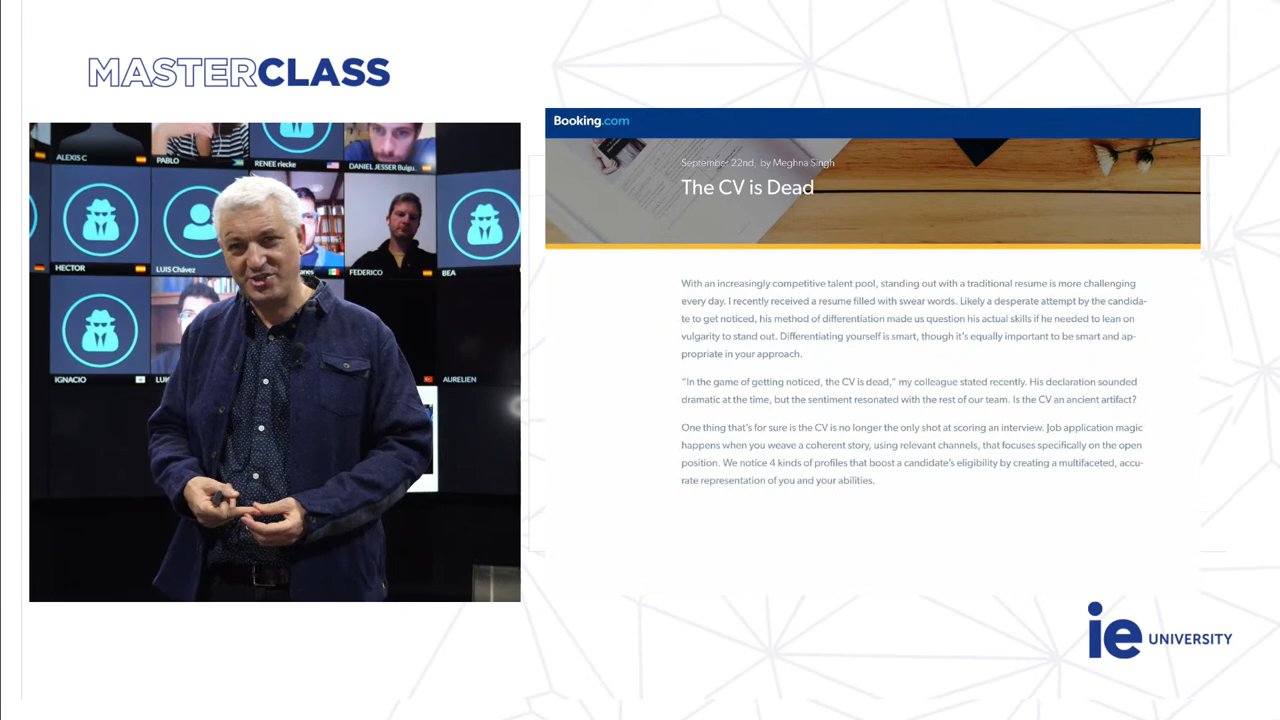 MASTERCLASS
ALEXIS C
PABLO
RENEE riecke
DANIEL JESSER Buigu..
HECTOR
LUIS Chávez
FEDERICO
BEA
IGNACIO
AURELIEN
Booking.com
September 22nd, by Meghna Singh
The CV is Dead
With an increasingly competitive talent pool, standing out with a traditional resume is more challenging
every day. I recently received a resume filled with swear words. Likely a desperate attempt by the candida-
te to get noticed, his method of differentiation made us question his actual skills if he needed to lean on
vulgarity to stand out. Differentiating yourself is smart, though it's equally important to be smart and ap-
propriate in your approach.
“In the game of getting noticed, the CV is dead,” my colleague stated recently. His declaration sounded
dramatic at the time, but the sentiment resonated with the rest of our team. Is the CV an ancient artifact?
One thing that's for sure is the CV is no longer the only shot at scoring an interview. Job application magic
happens when you weave a coherent story, using relevant channels, that focuses specifically on the open
position. We notice 4 kinds of profiles that boost a candidate's eligibility by creating a multifaceted, accu-
rate representation of you and your abilities.
ie UNIVERSITY